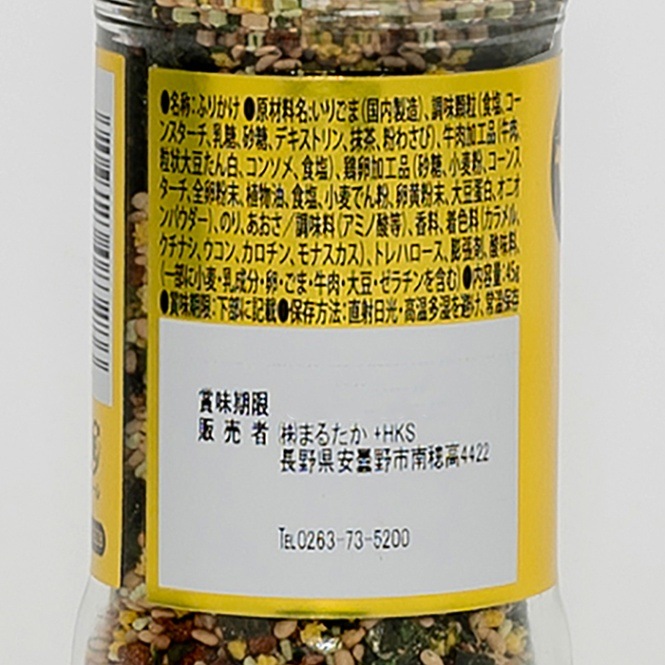 ●名称:ふりかけ ●原材料名:いりごま(国内製造)、調味顆粒(食塩、コー
ンスターチ、乳糖、砂糖、デキストリン、抹茶、粉わさび)、牛肉加工品(牛肉、
粒状大豆たん白、コンソメ、食塩)、鶏卵加工品(砂糖、小麦粉、コーンス
ターチ、全卵粉末、植物油、食塩、小麦でん粉、卵黄粉末、大豆蛋白、オニオ
ンパウダー)、のり、あおさ/調味料(アミノ酸等)、香料、着色料(カラメル、
クチナシ、ウコン、カロチン、モナスカス)、トレハロース、膨張剤、酸味料、
(一部に小麦・乳成分・卵・ごま・牛肉・大豆・ゼラチンを含む)●内容量:45g
●賞味期限:下部に記載●保存方法:直射日光・高温多湿を避け、常温保存
賞味期限
販売者 ㈱まるたか +HKS
長野県安曇野市南穂高4422
TEL0263-73-5200